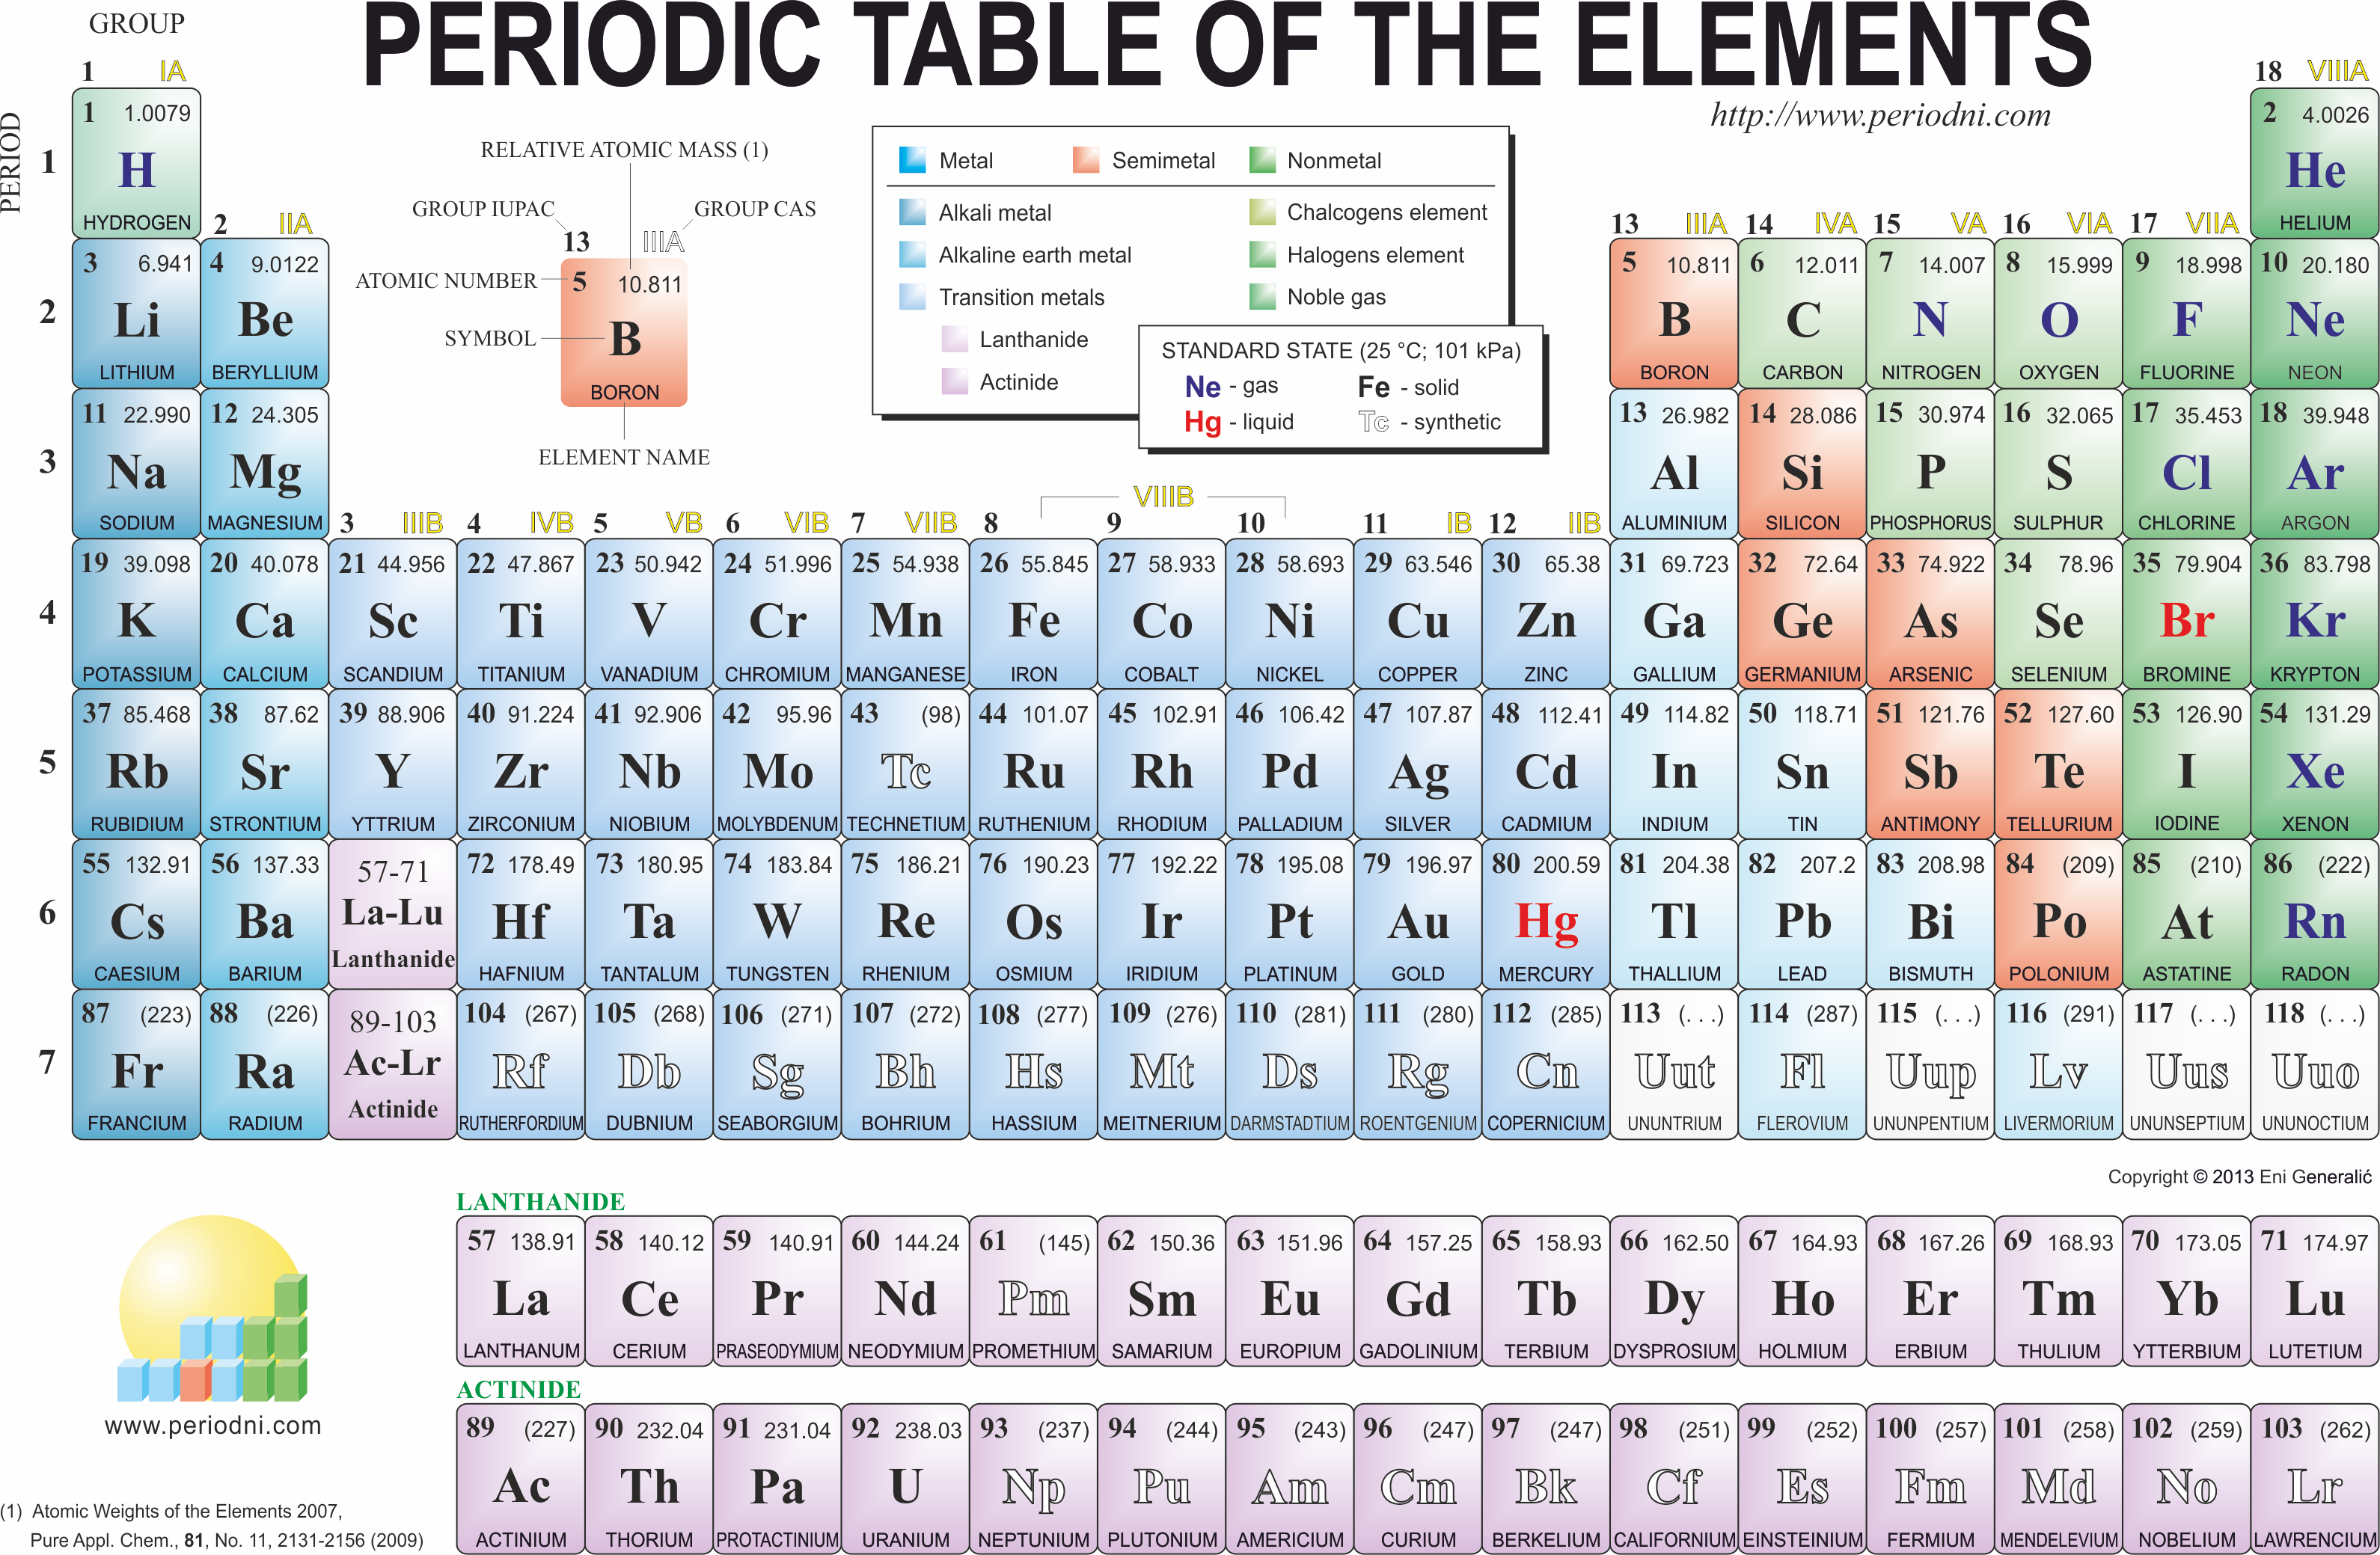 PERIODIC TABLE OF THE ELEMENTS
http://www.periodni.com
GROUP
PERIOD
1 IA
18 VIIIA
1 1.0079
H
HYDROGEN
2 4.0026
He
HELIUM
RELATIVE ATOMIC MASS (1)
GROUP IUPAC
GROUP CAS
13 IIIA
ATOMIC NUMBER
5 10.811
SYMBOL
B
BORON
ELEMENT NAME
Metal Semimetal Nonmetal
Alkali metal Chalcogens element
Alkaline earth metal Halogens element
Transition metals Noble gas
Lanthanide
Actinide
STANDARD STATE (25 °C; 101 kPa)
Ne - gas Fe - solid
Hg - liquid Tc - synthetic
2 IIA 13 IIIA 14 IVA 15 VA 16 VIA 17 VIIA
1
2
3 6.941 4 9.0122 5 10.811 6 12.011 7 14.007 8 15.999 9 18.998 10 20.180
Li Be B C N O F Ne
LITHIUM BERYLLIUM BORON CARBON NITROGEN OXYGEN FLUORINE NEON
3
11 22.990 12 24.305 13 26.982 14 28.086 15 30.974 16 32.065 17 35.453 18 39.948
Na Mg Al Si P S Cl Ar
SODIUM MAGNESIUM ALUMINIUM SILICON PHOSPHORUS SULPHUR CHLORINE ARGON
VIIIB
3 IIIB 4 IVB 5 VB 6 VIB 7 VIIB 8 9 10 11 IB 12 IIB
4
19 39.098 20 40.078 21 44.956 22 47.867 23 50.942 24 51.996 25 54.938 26 55.845 27 58.933 28 58.693 29 63.546 30 65.38 31 69.723 32 72.64 33 74.922 34 78.96 35 79.904 36 83.798
K Ca Sc Ti V Cr Mn Fe Co Ni Cu Zn Ga Ge As Se Br Kr
POTASSIUM CALCIUM SCANDIUM TITANIUM VANADIUM CHROMIUM MANGANESE IRON COBALT NICKEL COPPER ZINC GALLIUM GERMANIUM ARSENIC SELENIUM BROMINE KRYPTON
5
37 85.468 38 87.62 39 88.906 40 91.224 41 92.906 42 95.96 43 (98) 44 101.07 45 102.91 46 106.42 47 107.87 48 112.41 49 114.82 50 118.71 51 121.76 52 127.60 53 126.90 54 131.29
Rb Sr Y Zr Nb Mo Tc Ru Rh Pd Ag Cd In Sn Sb Te I Xe
RUBIDIUM STRONTIUM YTTRIUM ZIRCONIUM NIOBIUM MOLYBDENUM TECHNETIUM RUTHENIUM RHODIUM PALLADIUM SILVER CADMIUM INDIUM TIN ANTIMONY TELLURIUM IODINE XENON
6
55 132.91 56 137.33 57-71 72 178.49 73 180.95 74 183.84 75 186.21 76 190.23 77 192.22 78 195.08 79 196.97 80 200.59 81 204.38 82 207.2 83 208.98 84 (209) 85 (210) 86 (222)
Cs Ba La-Lu Hf Ta W Re Os Ir Pt Au Hg Tl Pb Bi Po At Rn
CAESIUM BARIUM Lanthanide HAFNIUM TANTALUM TUNGSTEN RHENIUM OSMIUM IRIDIUM PLATINUM GOLD MERCURY THALLIUM LEAD BISMUTH POLONIUM ASTATINE RADON
7
87 (223) 88 (226) 89-103 104 (267) 105 (268) 106 (271) 107 (272) 108 (277) 109 (276) 110 (281) 111 (280) 112 (285) 113 (...) 114 (287) 115 (...) 116 (291) 117 (...) 118 (...)
Fr Ra Ac-Lr Rf Db Sg Bh Hs Mt Ds Rg Cn Uut Fl Uup Lv Uus Uuo
FRANCIUM RADIUM Actinide RUTHERFORDIUM DUBNIUM SEABORGIUM BOHRIUM HASSIUM MEITNERIUM DARMSTADTIUM ROENTGENIUM COPERNICIUM UNUNTRIUM FLEROVIUM UNUNPENTIUM LIVERMORIUM UNUNSEPTIUM UNUNOCTIUM
Copyright © 2013 Eni Generalić
LANTHANIDE
57 138.91 58 140.12 59 140.91 60 144.24 61 (145) 62 150.36 63 151.96 64 157.25 65 158.93 66 162.50 67 164.93 68 167.26 69 168.93 70 173.05 71 174.97
La Ce Pr Nd Pm Sm Eu Gd Tb Dy Ho Er Tm Yb Lu
LANTHANUM CERIUM PRASEODYMIUM NEODYMIUM PROMETHIUM SAMARIUM EUROPIUM GADOLINIUM TERBIUM DYSPROSIUM HOLMIUM ERBIUM THULIUM YTTERBIUM LUTETIUM
ACTINIDE
89 (227) 90 232.04 91 231.04 92 238.03 93 (237) 94 (244) 95 (243) 96 (247) 97 (247) 98 (251) 99 (252) 100 (257) 101 (258) 102 (259) 103 (262)
Ac Th Pa U Np Pu Am Cm Bk Cf Es Fm Md No Lr
ACTINIUM THORIUM PROTACTINIUM URANIUM NEPTUNIUM PLUTONIUM AMERICIUM CURIUM BERKELIUM CALIFORNIUM EINSTEINIUM FERMIUM MENDELEVIUM NOBELIUM LAWRENCIUM
www.periodni.com
(1) Atomic Weights of the Elements 2007,
Pure Appl. Chem., 81, No. 11, 2131-2156 (2009)